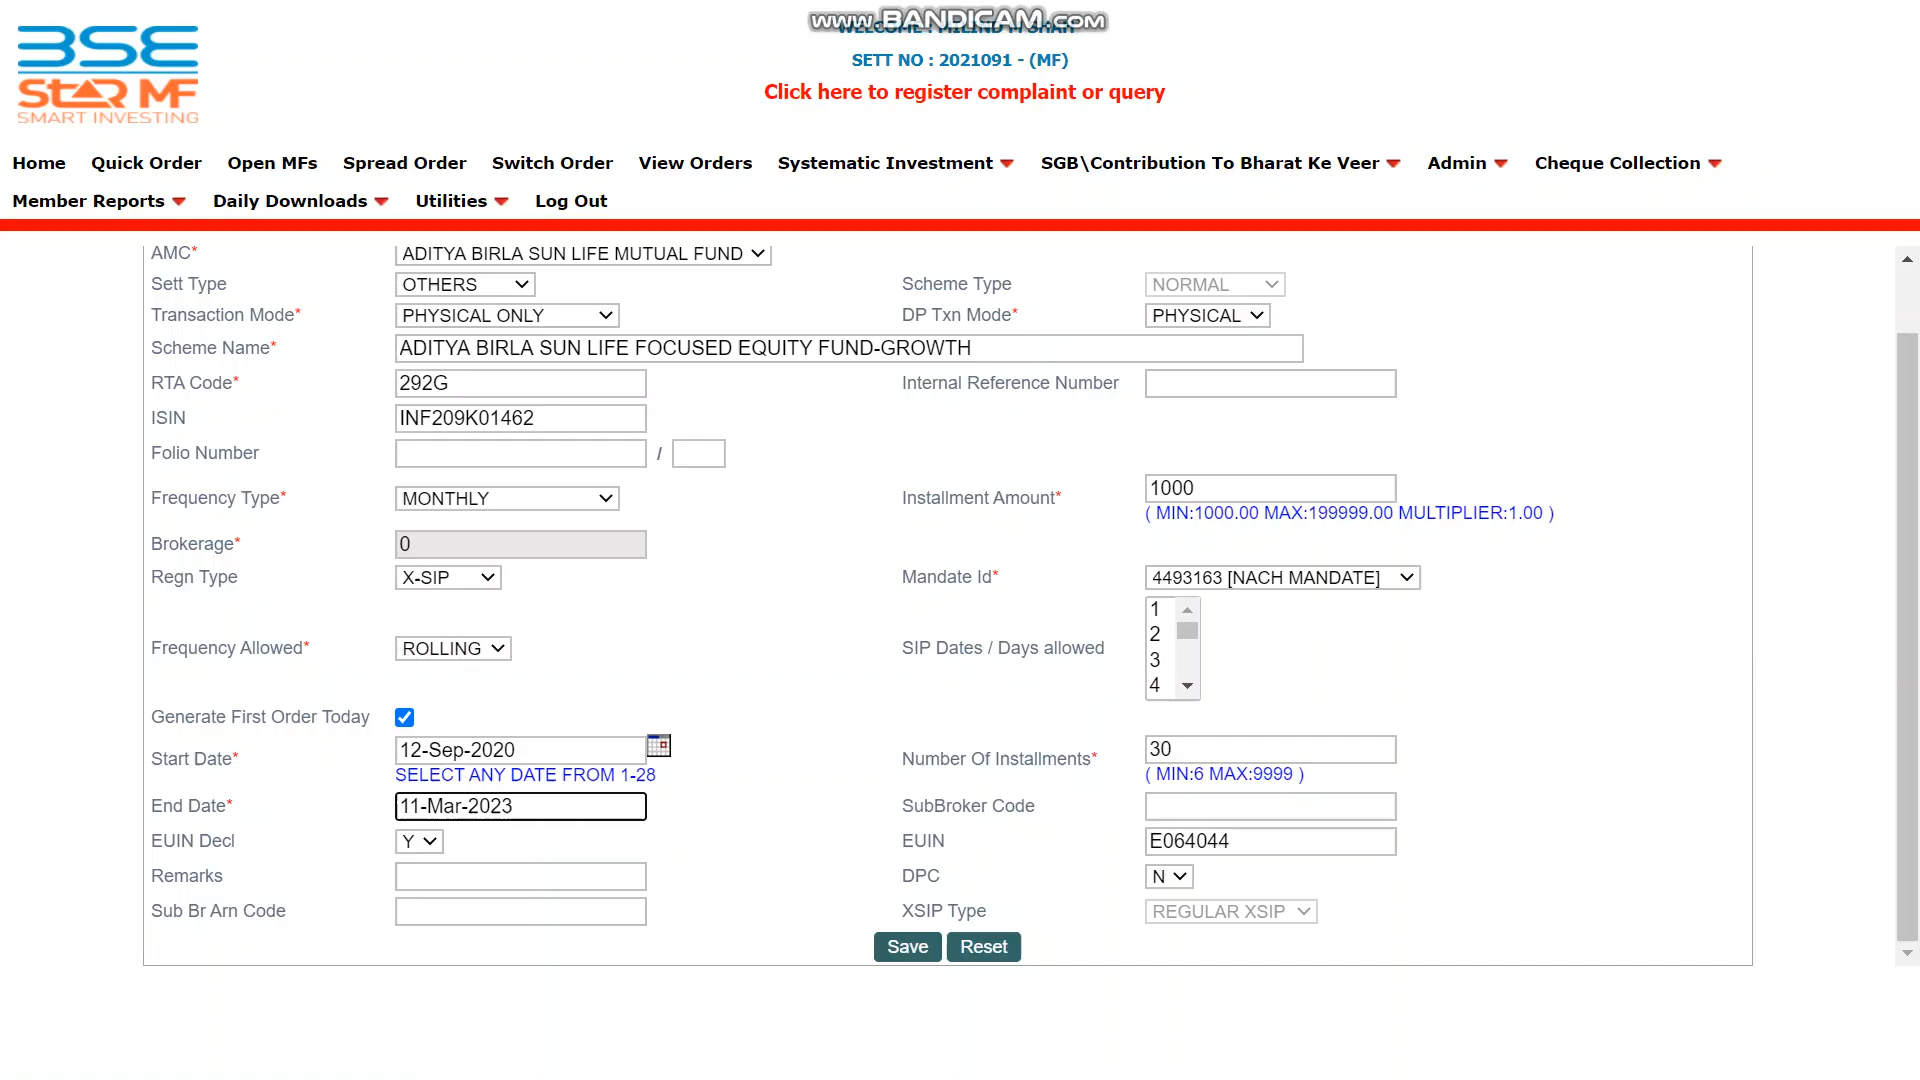 www.BANDICAM.com
WELCOME : MILIND M SHAH
BSE
StAR MF
SMART INVESTING
SETT NO : 2021091 - (MF)
Click here to register complaint or query
Home Quick Order Open MFs Spread Order Switch Order View Orders Systematic Investment SGB\Contribution To Bharat Ke Veer Admin Cheque Collection
Member Reports Daily Downloads Utilities Log Out
AMC* ADITYA BIRLA SUN LIFE MUTUAL FUND
Sett Type OTHERS Scheme Type NORMAL
Transaction Mode* PHYSICAL ONLY DP Txn Mode* PHYSICAL
Scheme Name* ADITYA BIRLA SUN LIFE FOCUSED EQUITY FUND-GROWTH
RTA Code* 292G Internal Reference Number
ISIN INF209K01462
Folio Number /
Frequency Type* MONTHLY Installment Amount* 1000
( MIN:1000.00 MAX:199999.00 MULTIPLIER:1.00 )
Brokerage* 0
Regn Type X-SIP Mandate Id* 4493163 [NACH MANDATE]
Frequency Allowed* ROLLING SIP Dates / Days allowed
1
2
3
4
Generate First Order Today
Start Date* 12-Sep-2020 Number Of Installments* 30
SELECT ANY DATE FROM 1-28 ( MIN:6 MAX:9999 )
End Date* 11-Mar-2023 SubBroker Code
EUIN Decl Y EUIN E064044
Remarks DPC N
Sub Br Arn Code XSIP Type REGULAR XSIP
Save Reset